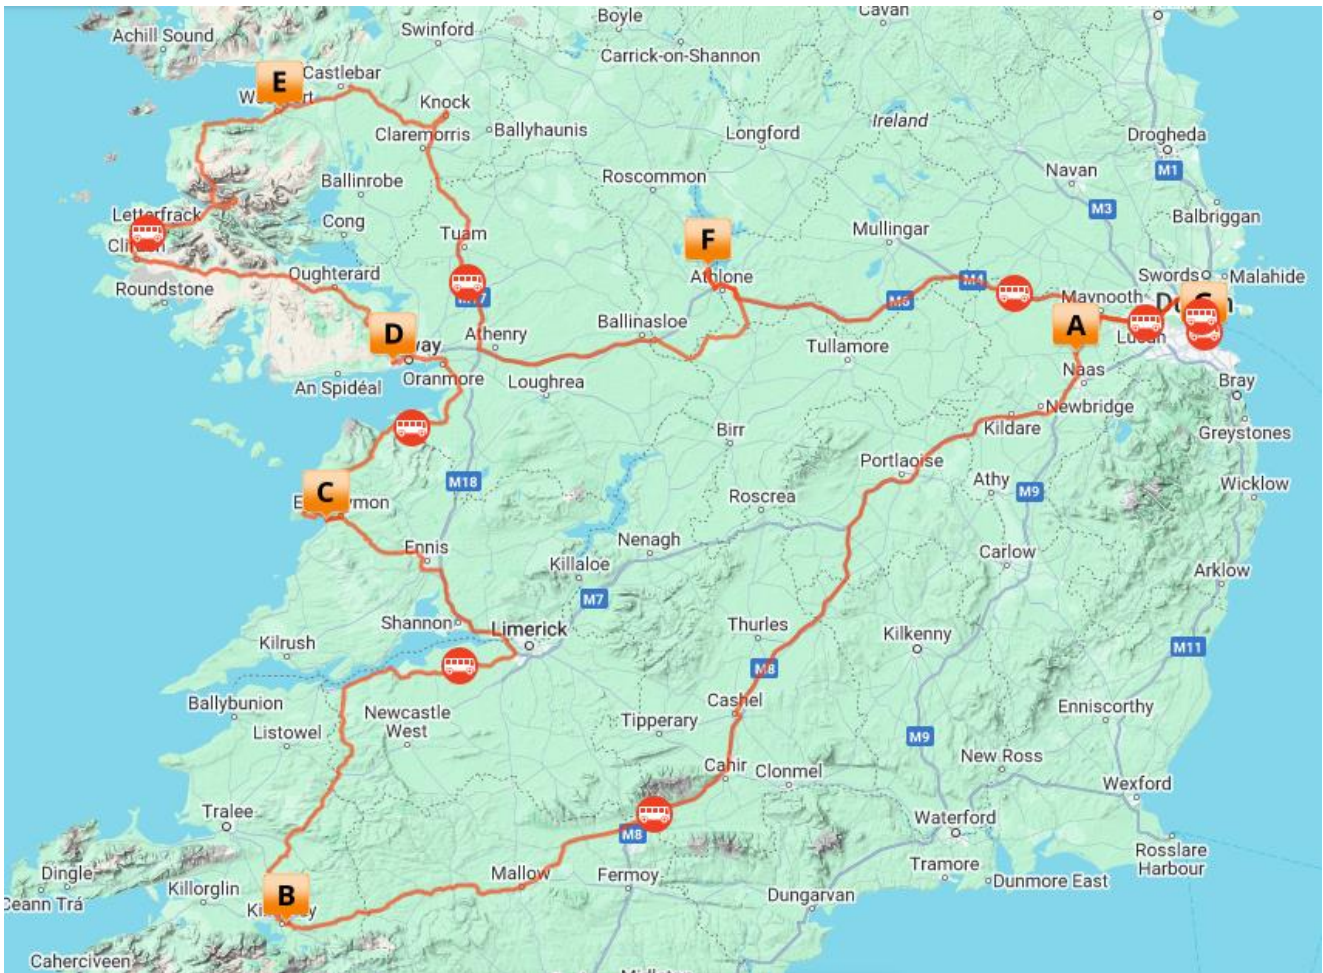 Boyle
Cavan
Achill Sound
Swinford
Carrick-on-Shannon
E
Castlebar
Knock
Claremorris
Ballyhaunis
Longford
Ireland
Drogheda
M1
Roscommon
Navan
Ballinrobe
M3
Balbriggan
Letterfrack
Cong
Tuam
F
Mullingar
Oughterard
Athlone
M4
Swords
Malahide
Roundstone
M6
Maynooth
D
Athenry
Ballinasloe
A
Tullamore
An Spidéal
Oranmore
Loughrea
Naas
Bray
Newbridge
Kildare
Greystones
Birr
Portlaoise
C
M18
Athy
M9
Wicklow
Roscrea
Ennis
Nenagh
Killaloe
Carlow
Arklow
M7
Shannon
Limerick
Thurles
Kilkenny
Kilrush
M8
M11
Ballybunion
Newcastle
West
Cashel
Tipperary
Enniscorthy
Listowel
M9
New Ross
Cahir
Clonmel
Wexford
Tralee
M8
Waterford
Rosslare
Harbour
Dingle
Ceann Trá
Killorglin
B
Mallow
Fermoy
Tramore
Dunmore East
Dungarvan
Caherciveen